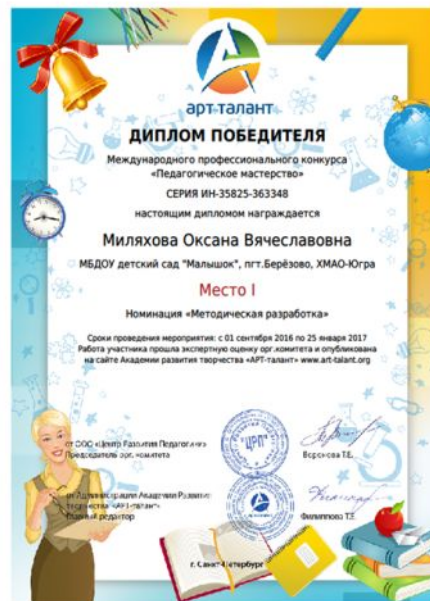 арт талант
ДИПЛОМ ПОБЕДИТЕЛЯ
Международного профессионального конкурса
«Педагогическое мастерство»
СЕРИЯ ИН-35825-363348
настоящим дипломом награждается
Миляхова Оксана Вячеславовна
МБДОУ детский сад "Малышок", пгт.Берёзово, ХМАО-Югра
Место I
Номинация «Методическая разработка»
Сроки проведения мероприятия: с 01 сентября 2016 по 25 января 2017
Работа участника прошла экспертную оценку орг.комитета и опубликована
на сайте Академии развития творчества «АРТ-талант» www.art-talant.org
от ООО «Центр Развития Педагогики»
Председатель орг. комитета
"ЦРП"
Воронова Т.Е.
от Администрации Академии Развития
творчества «АРТ-талант»
Главный редактор
Филиппова Т.Э.
г. Санкт-Петербург